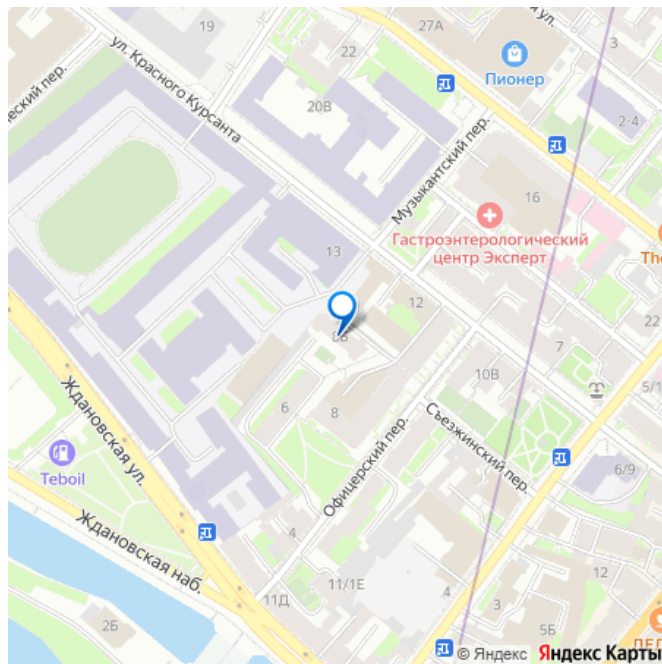 19
22
27А
ул.
3
Пионер
ул. Красного Курсанта
еский пер.
20В
2-4
Музыкантский пер.
16
Гастроэнтерологический
центр Эксперт
The
13
12
22
8В
7
10В
5/1
6
8
Съезжинский пер.
Ждановская ул.
Teboil
Офицерский пер.
6/9
Ждановская наб.
4
11/1Е
4
12
11Д
3
5Б
2Б
© Яндекс Яндекс Карты